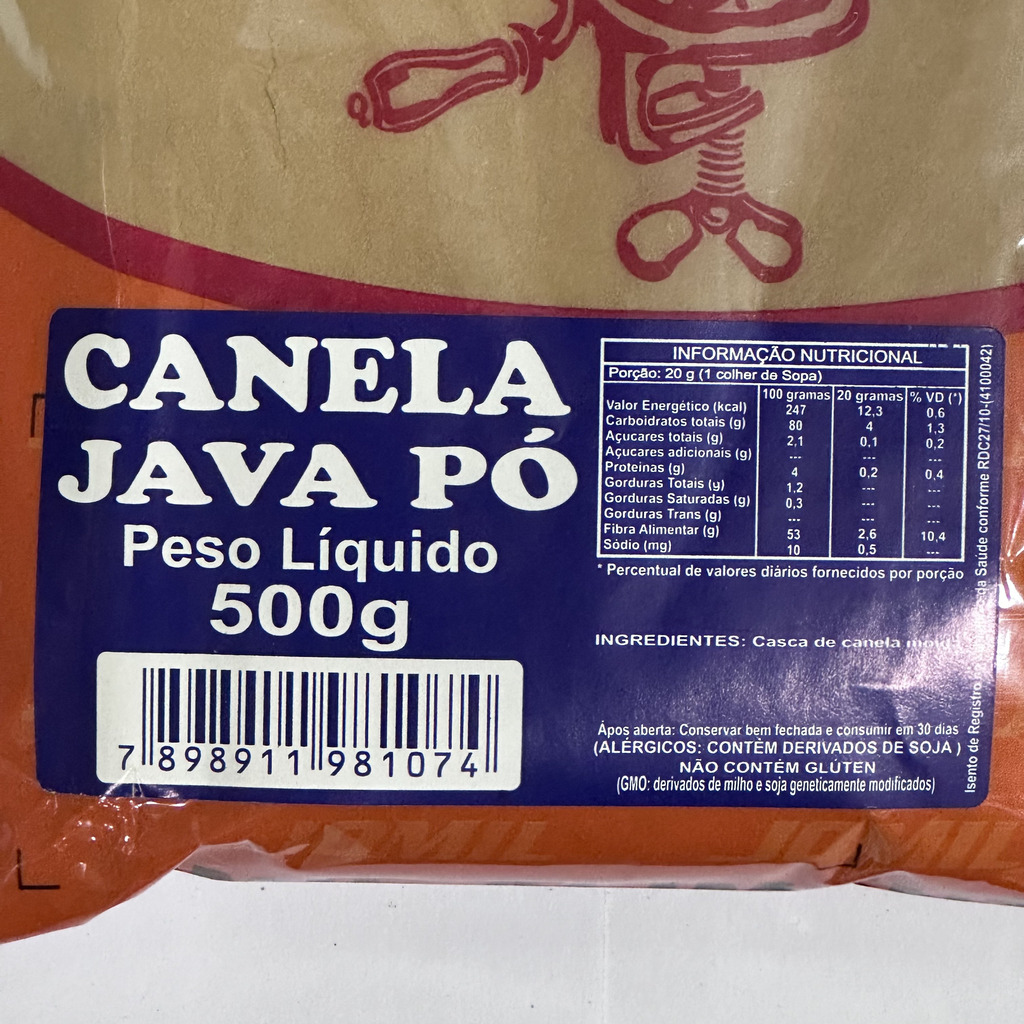 CANELA
JAVA PÓ
Peso Líquido
500g
7 898911 981074
INFORMAÇÃO NUTRICIONAL
Porção: 20 g (1 colher de Sopa)
100 gramas 20 gramas % VD (*)
Valor Energético (kcal) 247 12,3 0,6
Carboidratos totais (g) 80 4 1,3
Açucares totais (g) 2,1 0,1 0,2
Açucares adicionais (g) --- --- ---
Proteínas (g) 4 0,2 0,4
Gorduras Totais (g) 1,2 --- ---
Gorduras Saturadas (g) 0,3 --- ---
Gorduras Trans (g) --- --- ---
Fibra Alimentar (g) 53 2,6 10,4
Sódio (mg) 10 0,5 ---
* Percentual de valores diários fornecidos por porção
INGREDIENTES: Casca de canela
Ápos aberta: Conservar bem fechada e consumir em 30 dias
(ALÉRGICOS: CONTÉM DERIVADOS DE SOJA )
NÃO CONTÉM GLÚTEN
(GMO: derivados de milho e soja geneticamente modificados)
Isento de Registro da Saúde conforme RDC27/10-(4100042)
JOMIL JOMIL